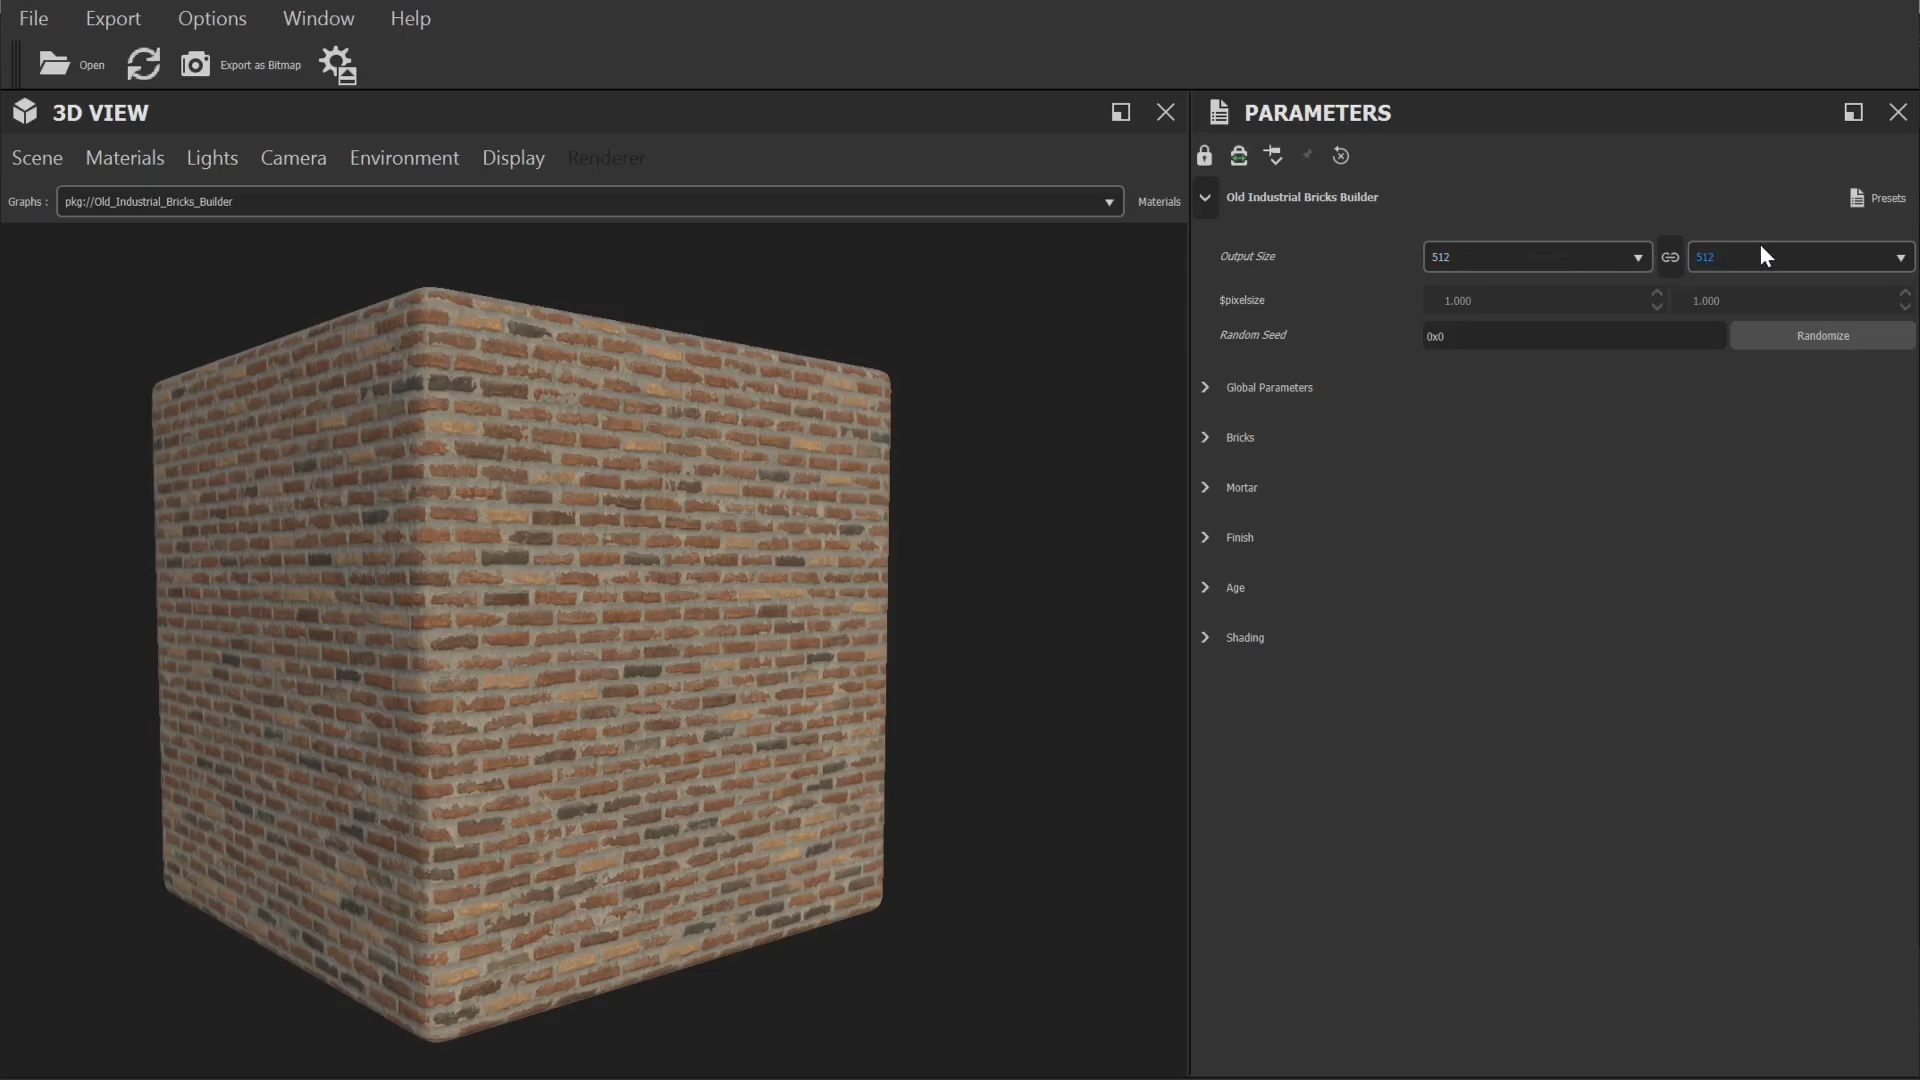 File Export Options Window Help
Open Export as Bitmap
3D VIEW
PARAMETERS
Scene Materials Lights Camera Environment Display Renderer
Graphs : pkg://Old_Industrial_Bricks_Builder Materials
Old Industrial Bricks Builder Presets
Output Size 512 512
$pixelsize 1.000 1.000
Random Seed 0x0 Randomize
Global Parameters
Bricks
Mortar
Finish
Age
Shading